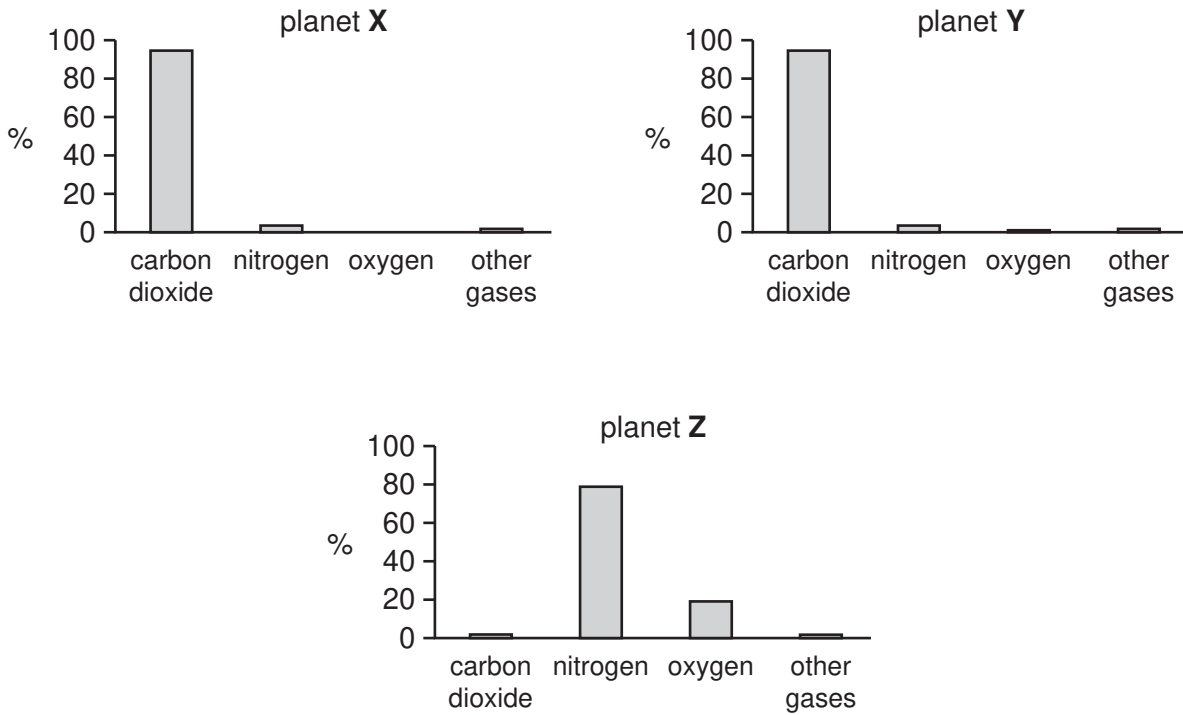 planet X
100
80
60
40
20
0
%
carbon dioxide
nitrogen
oxygen
other gases
planet Y
100
80
60
40
20
0
%
carbon dioxide
nitrogen
oxygen
other gases
planet Z
100
80
60
40
20
0
%
carbon dioxide
nitrogen
oxygen
other gases